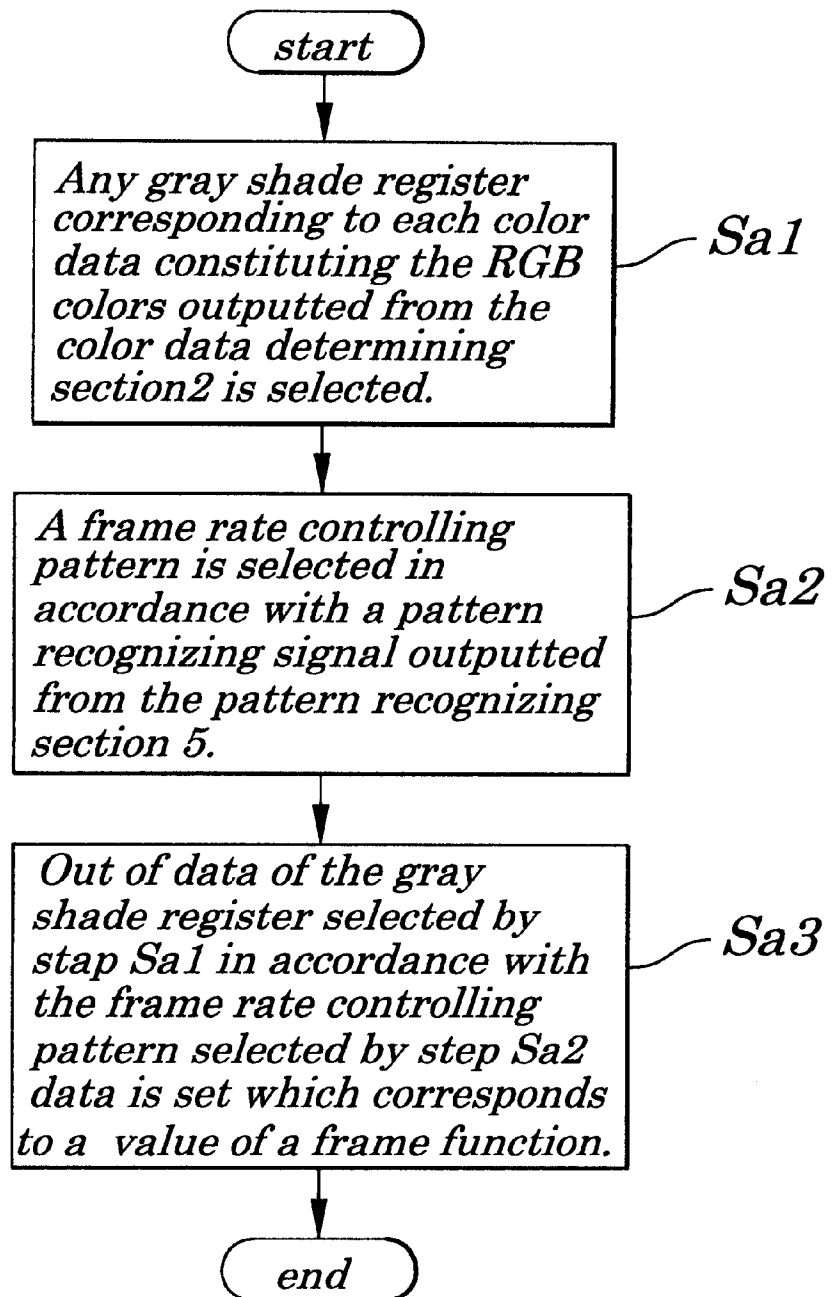 start
Any gray shade register
corresponding to each color
data constituting the RGB
colors outputted from the
color data determining
section2 is selected.
Sa1
A frame rate controlling
pattern is selected in
accordance with a pattern
recognizing signal outputted
from the pattern recognizing
section 5.
Sa2
Out of data of the gray
shade register selected by
stap Sa1 in accordance with
the frame rate controlling
pattern selected by step Sa2
data is set which corresponds
to a value of a frame function.
Sa3
end